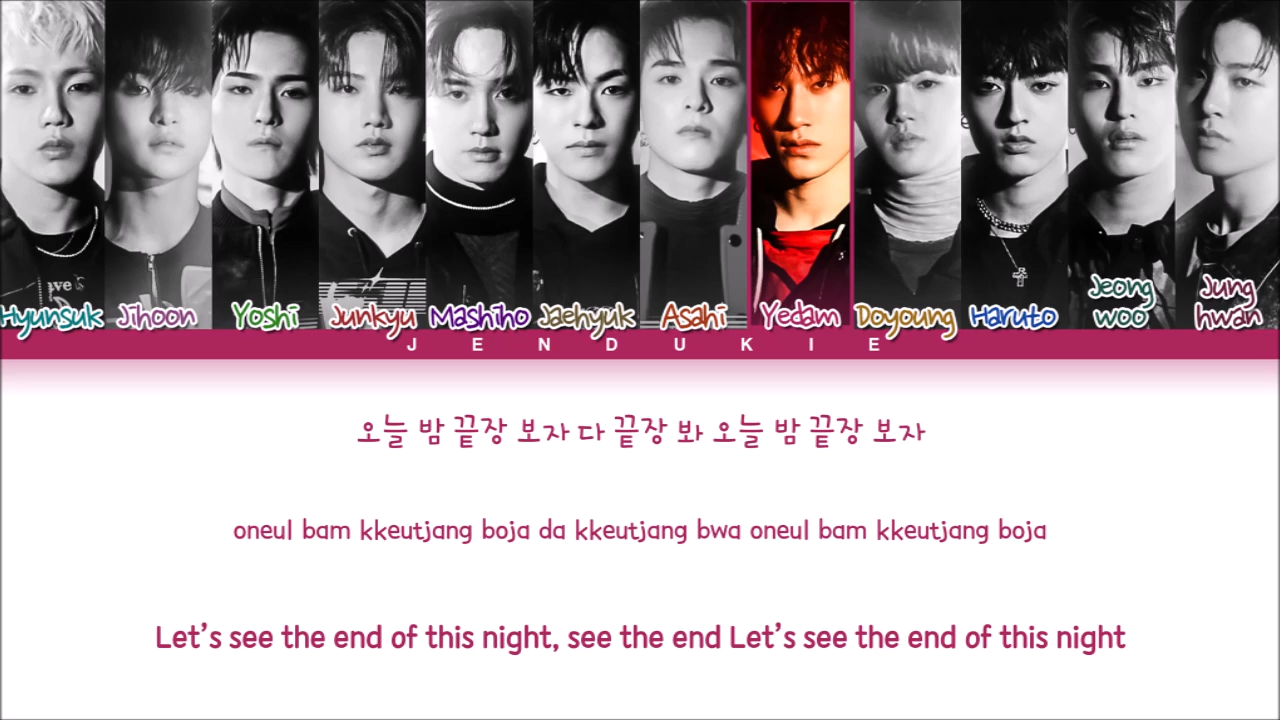 Hyunsuk Jihoon Yoshi Junkyu Mashiho Jaehyuk Asahi Yedam Doyoung Haruto Jeong woo Jung hwan
JENDUKIE
오늘 밤 끝장 보자 다 끝장 봐 오늘 밤 끝장 보자
oneul bam kkeutjang boja da kkeutjang bwa oneul bam kkeutjang boja
Let's see the end of this night, see the end Let's see the end of this night